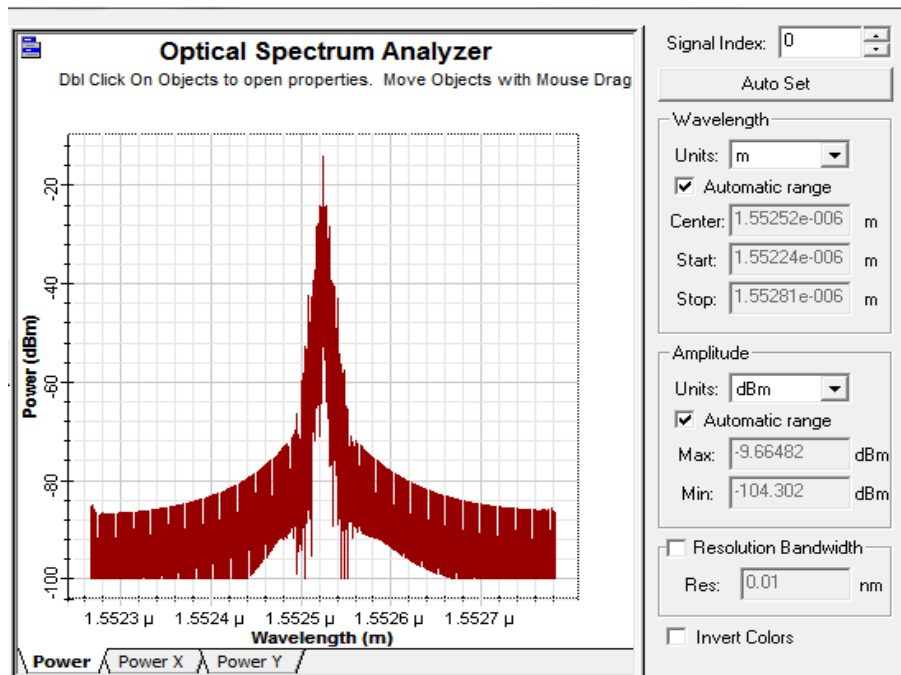 Optical Spectrum Analyzer
Dbl Click On Objects to open properties. Move Objects with Mouse Drag
Power (dBm)
-20
-40
-60
-80
-100
1.5523 µ 1.5524 µ 1.5525 µ 1.5526 µ 1.5527 µ
Wavelength (m)
Power Power X Power Y
Signal Index: 0
Auto Set
Wavelength
Units: m
Automatic range
Center: 1.55252e-006 m
Start: 1.55224e-006 m
Stop: 1.55281e-006 m
Amplitude
Units: dBm
Automatic range
Max: -9.66482 dBm
Min: -104.302 dBm
Resolution Bandwidth
Res: 0.01 nm
Invert Colors